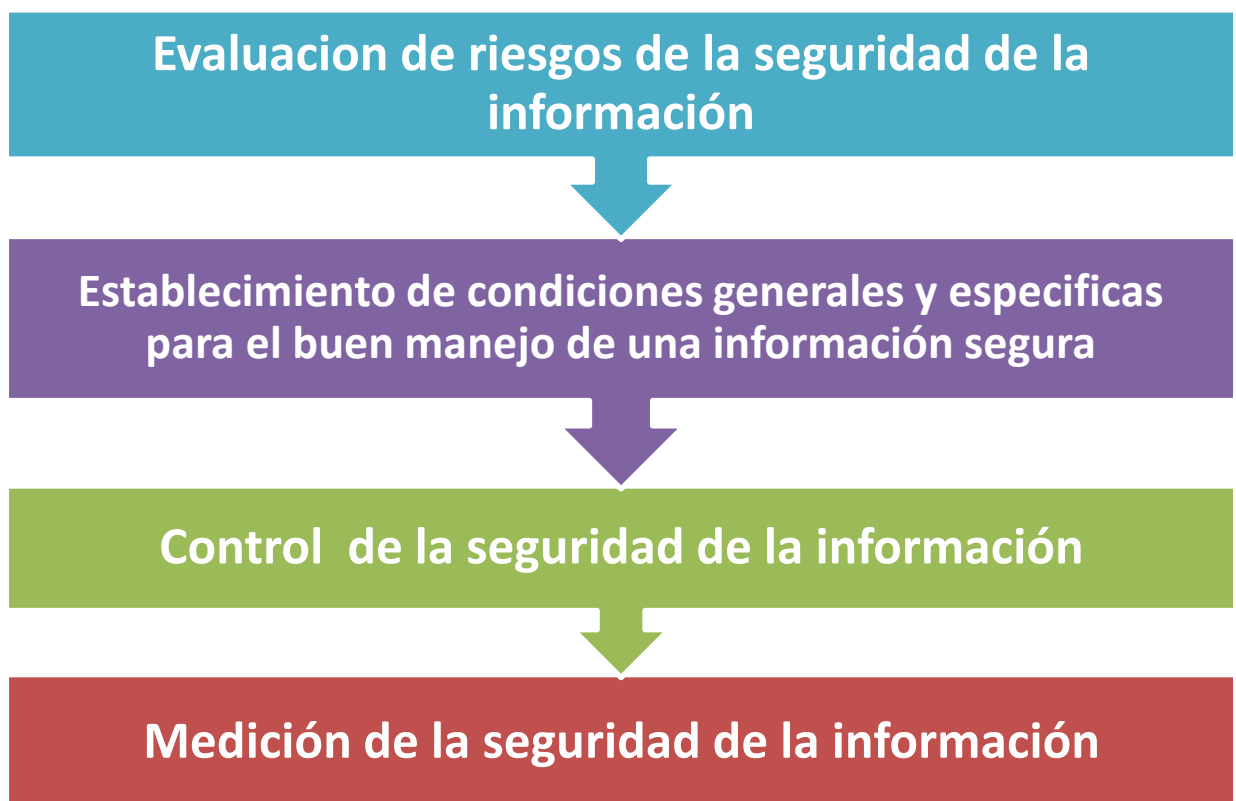 Evaluacion de riesgos de la seguridad de la
información
Establecimiento de condiciones generales y especificas
para el buen manejo de una información segura
Control  de la seguridad de la información
Medición de la seguridad de la información